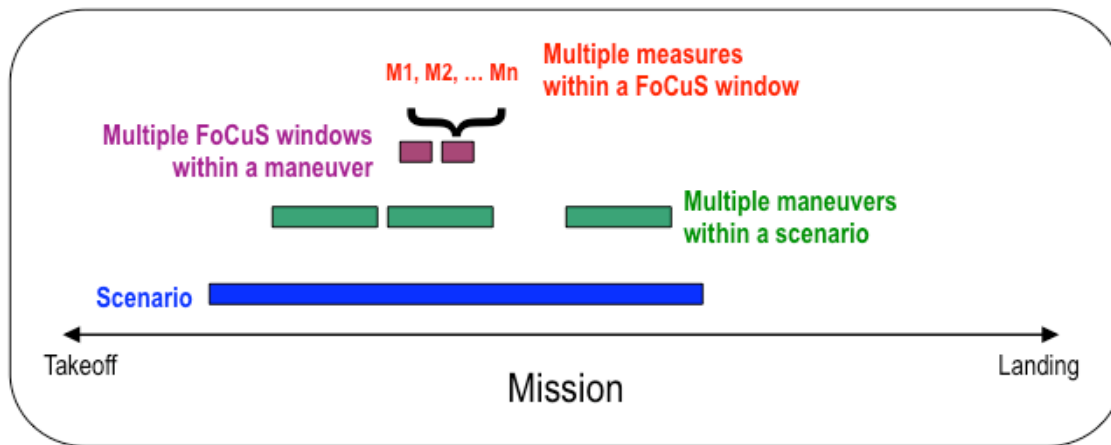 Multiple measures
within a FoCuS window
M1, M2, ... Mn
Multiple FoCuS windows
within a maneuver
Multiple maneuvers
within a scenario
Scenario
Takeoff
Landing
Mission